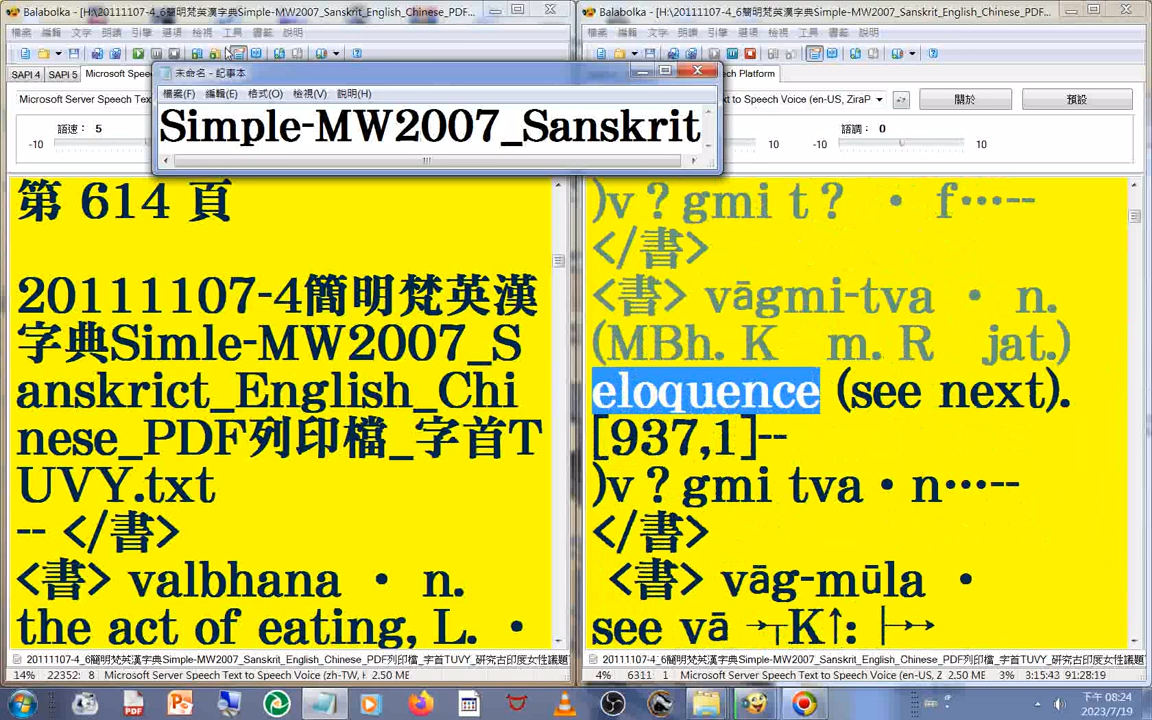 Balabolka - [H:\20111107-4_6簡明梵英漢字典Simple-MW2007_Sanskrit_English_Chinese_PDF...
檔案 編輯 文字 朗讀 引擎 選項 檢視 工具 書籤 說明
SAPI 4 SAPI 5 Microsoft Speech
Microsoft Server Speech Text
語速： 5
-10
未命名 - 記事本
檔案(F) 編輯(E) 格式(O) 檢視(V) 說明(H)
Simple-MW2007_Sanskrit
第 614 頁
20111107-4簡明梵英漢
字典Simle-MW2007_S
anskrict_English_Chi
nese_PDF列印檔_字首T
UVY.txt
-- </書>
<書> valbhana • n.
the act of eating, L. •
20111107-4_6簡明梵英漢字典Simple-MW2007_Sanskrit_English_Chinese_PDF列印檔_字首TUVY_研究古印度女性議題
14% 22352: 8 Microsoft Server Speech Text to Speech Voice (zh-TW, H 2.50 ME
Balabolka - [H:\20111107-4_6簡明梵英漢字典Simple-MW2007_Sanskrit_English_Chinese_PDF...
檔案 編輯 文字 朗讀 引擎 選項 檢視 工具 書籤 說明
ch Platform
t to Speech Voice (en-US, ZiraP
關於
預設
語調： 0
10 -10 10
)v？gmi t？ • f⋯--
</書>
<書> vāgmi-tva • n.
(MBh. K m. R jat.)
eloquence (see next).
[937,1]--
)v？gmi tva • n⋯--
</書>
<書> vāg-mūla •
see vā →┬K↑: ├→→
20111107-4_6簡明梵英漢字典Simple-MW2007_Sanskrit_English_Chinese_PDF列印檔_字首TUVY_研究古印度女性議題
4% 6311: 1 Microsoft Server Speech Text to Speech Voice (en-US, 2.50 MB 3% 3:15:43 91:28:19
下午 08:24
2023/7/19